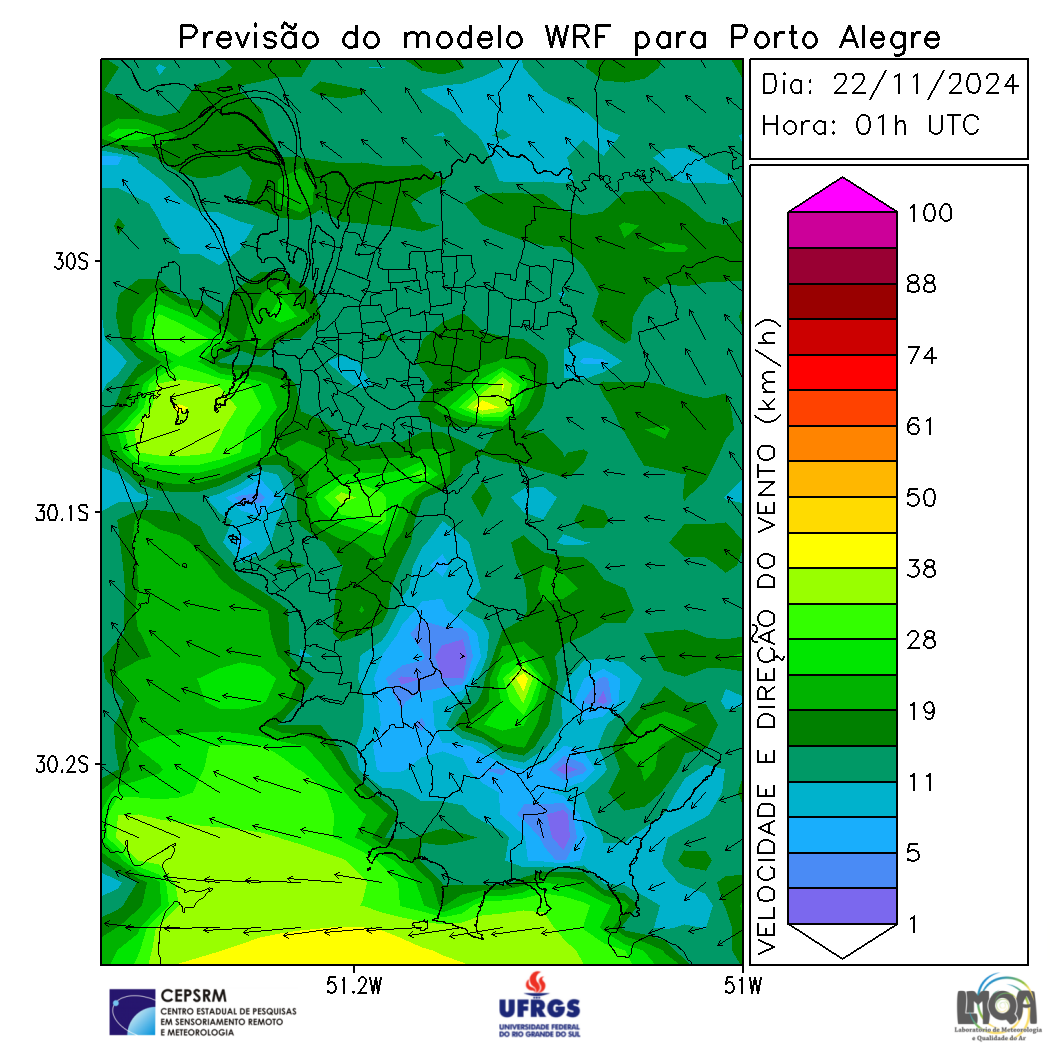 Previsão do modelo WRF para Porto Alegre
Dia: 22/11/2024
Hora: 01h UTC
30S
30.1S
30.2S
51.2W
51W
VELOCIDADE E DIREÇÃO DO VENTO (km/h)
100
88
74
61
50
38
28
19
11
5
1
CEPSRM
CENTRO ESTADUAL DE PESQUISAS
EM SENSORIAMENTO REMOTO
E METEOROLOGIA
UFRGS
UNIVERSIDADE FEDERAL
DO RIO GRANDE DO SUL
LMQA
Laboratório de Meteorologia
e Qualidade do Ar